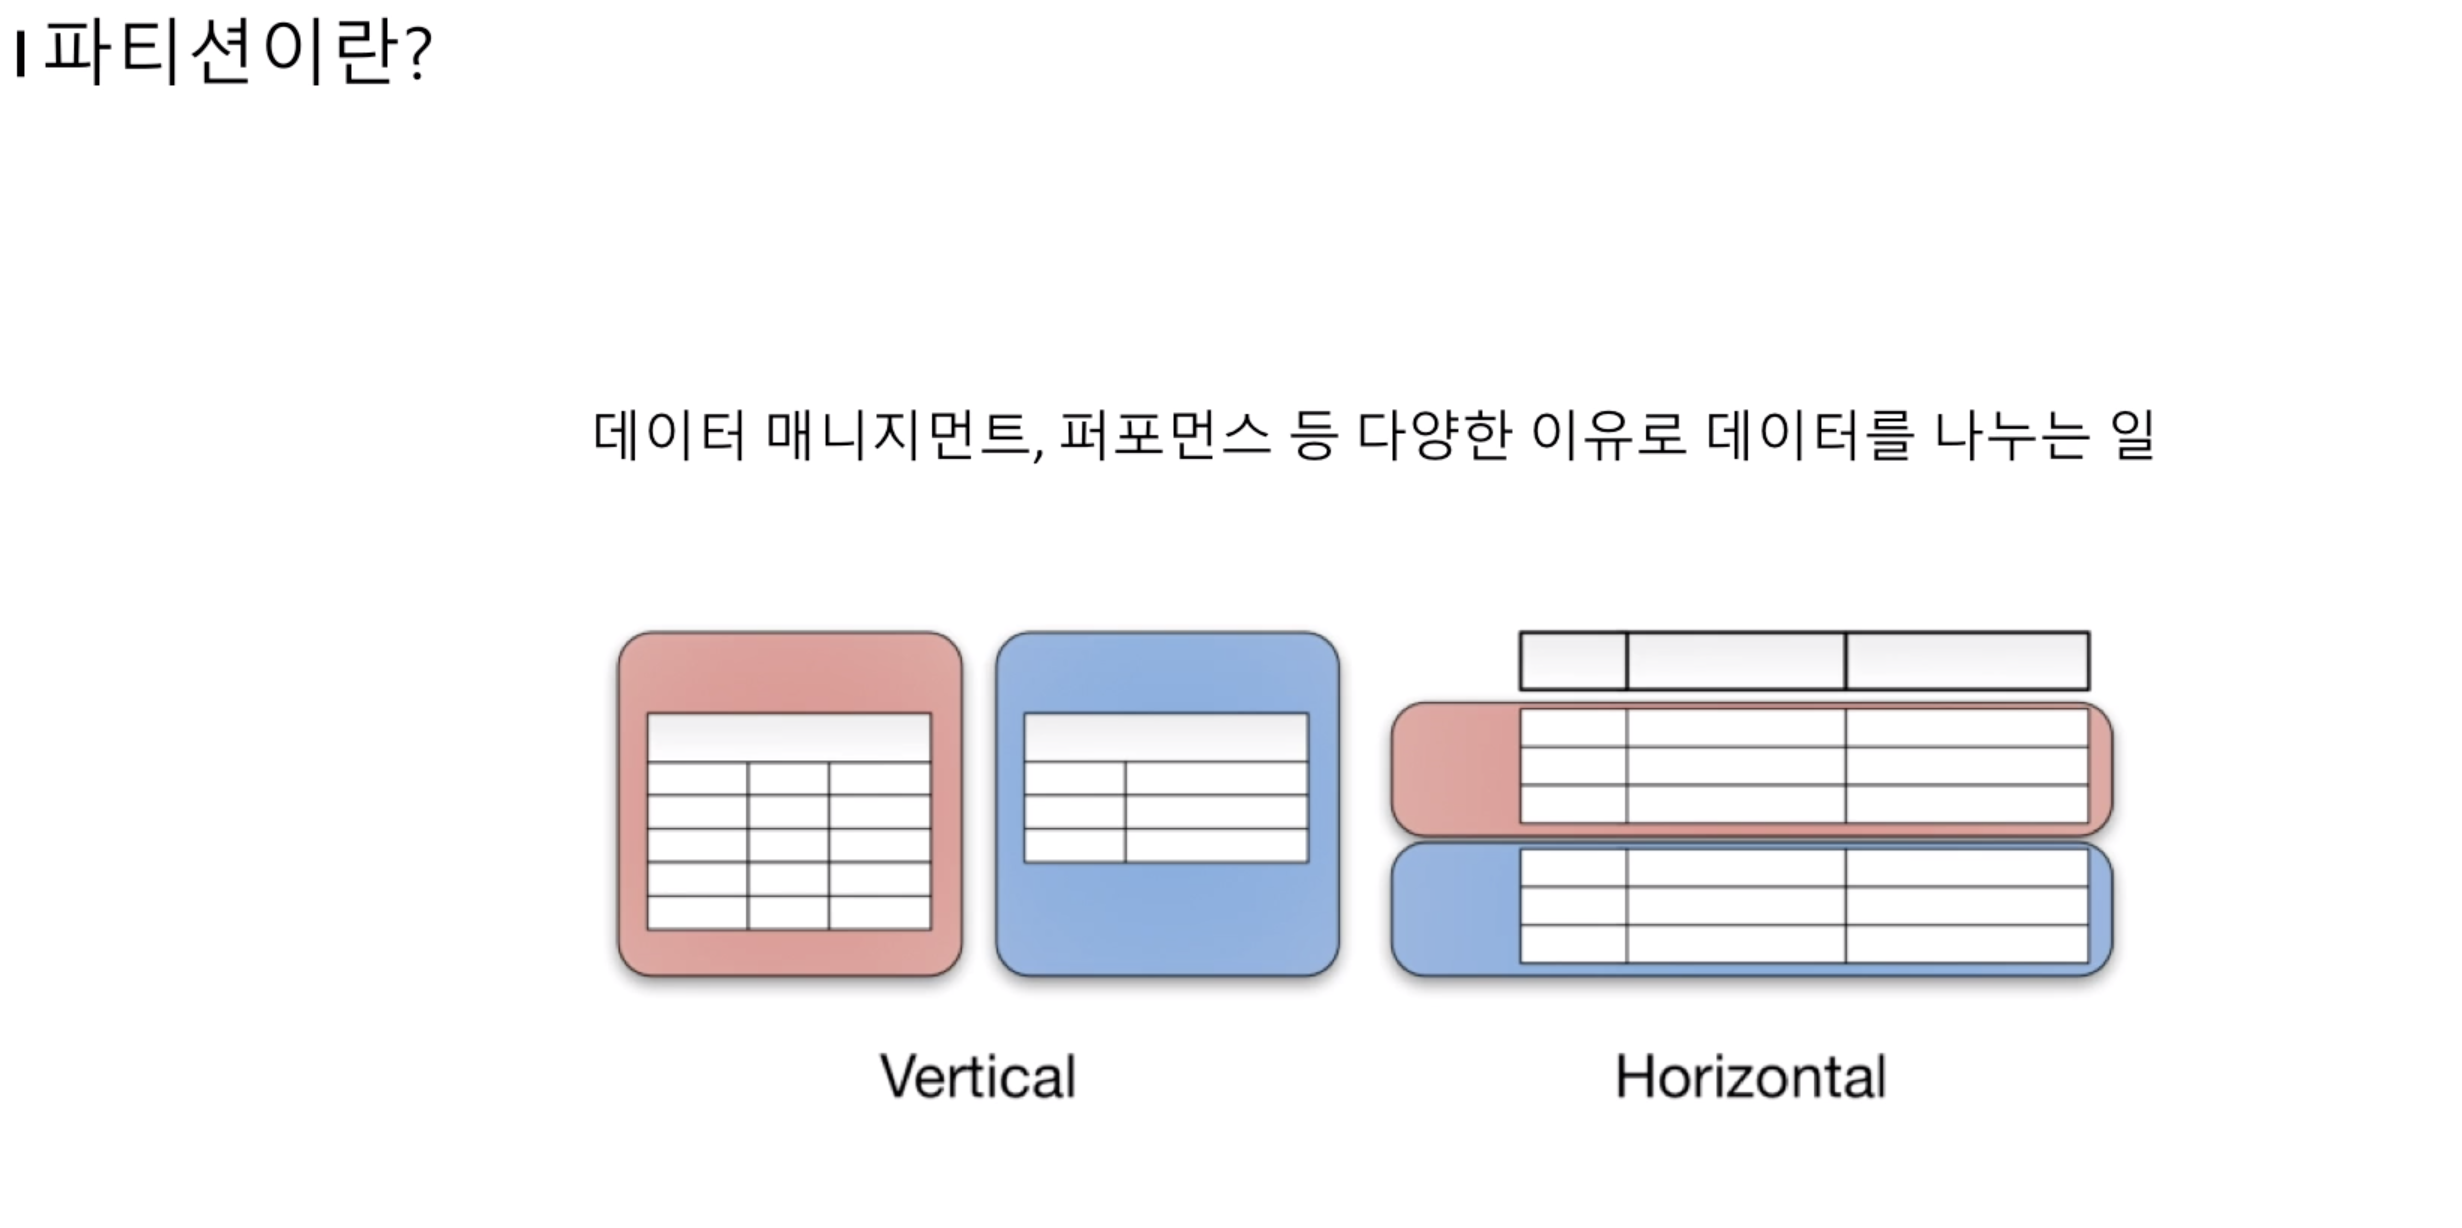 파티션이란?
데이터 매니지먼트, 퍼포먼스 등 다양한 이유로 데이터를 나누는 일
Vertical
Horizontal